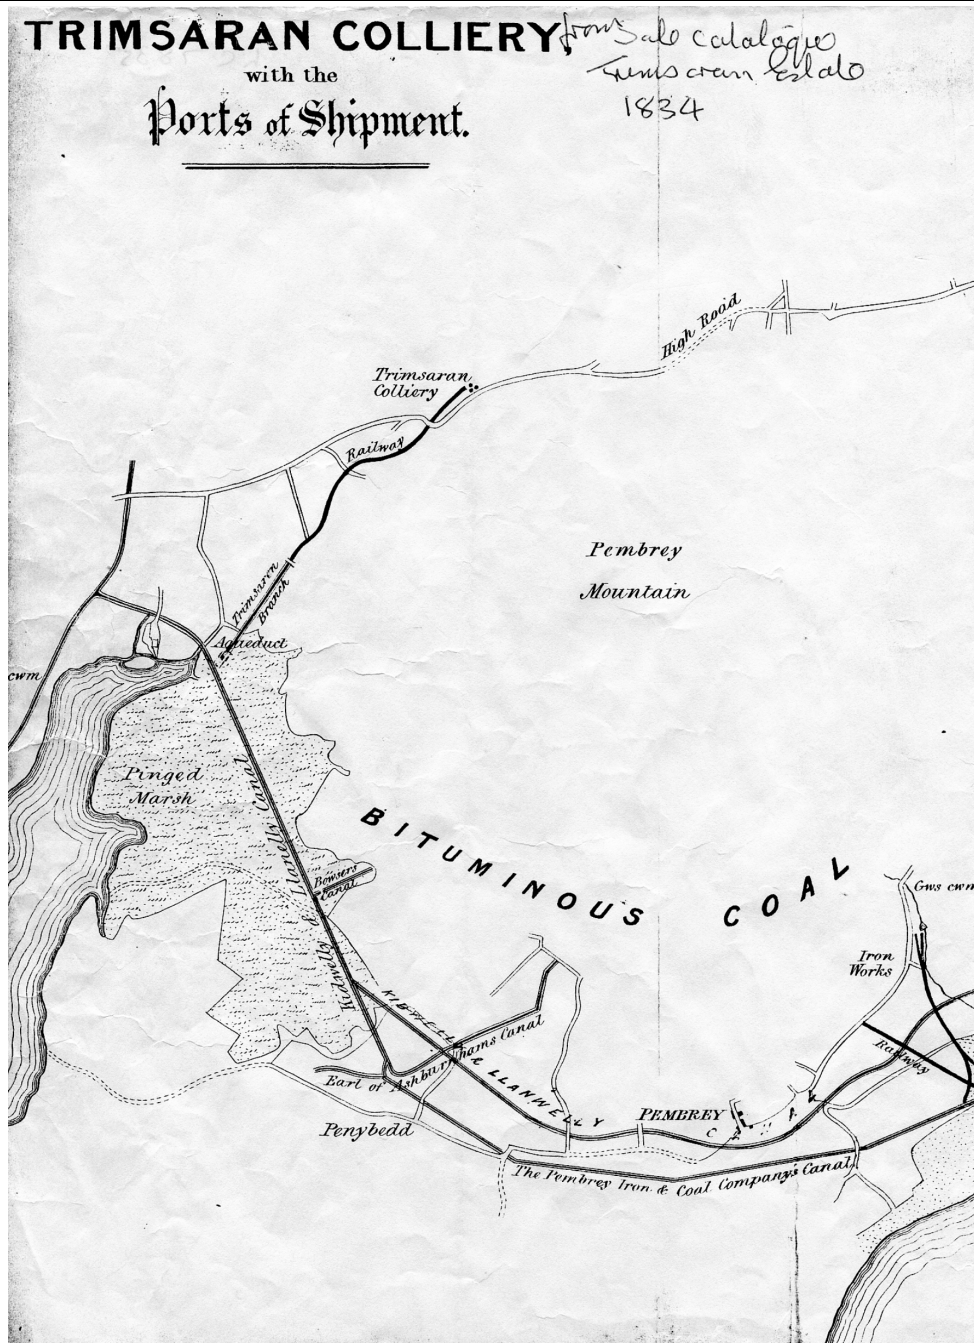 TRIMSARAN COLLIERY
from Sale Catalogue
Trimsaran Estate
1834
with the
Ports of Shipment.
High Road
Trimsaran
Colliery
Railway
Pembrey
Mountain
Trimsaren
Branch
Aqueduct
cwm
Pinged
Marsh
Kidwelly & Llanelly Canal
BITUMINOUS COAL
Bowsers
Canal
Gws cwm
Iron
Works
Railway
KIDWELLY & LLANWELLY
Earl of Ashburnhams Canal
PEMBREY
Penybedd
The Pembrey Iron & Coal Company's Canal